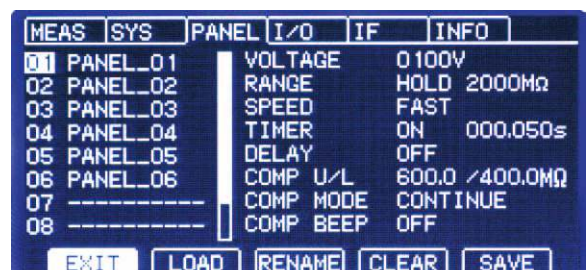 MEAS SYS PANEL I/O IF INFO
01 PANEL_01 VOLTAGE 0100V
02 PANEL_02 RANGE HOLD 2000MΩ
03 PANEL_03 SPEED FAST
04 PANEL_04 TIMER ON 000.050s
05 PANEL_05 DELAY OFF
06 PANEL_06 COMP U/L 600.0 /400.0MΩ
07 ---------- COMP MODE CONTINUE
08 ---------- COMP BEEP OFF
EXIT LOAD RENAME CLEAR SAVE